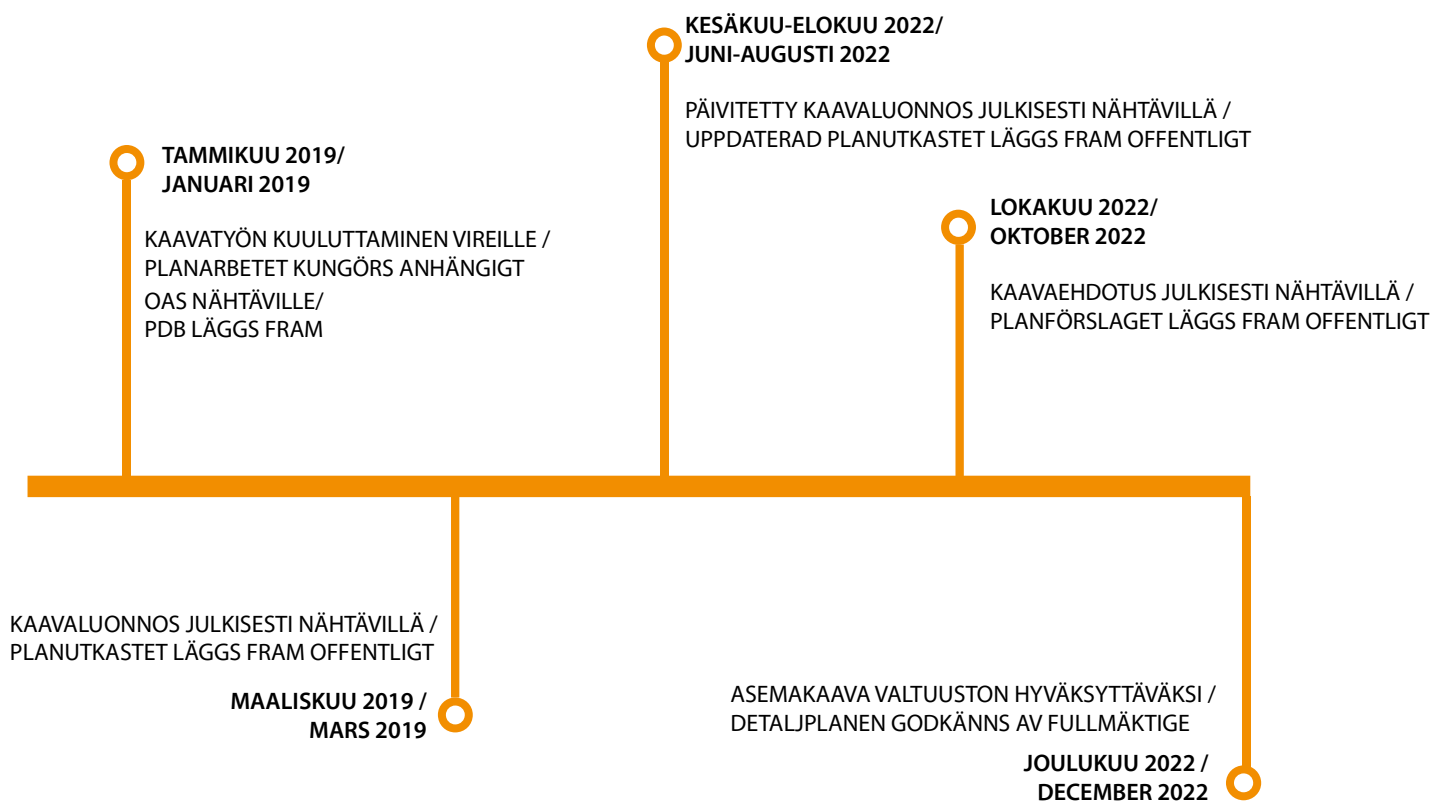 KESÄKUU-ELOKUU 2022/
JUNI-AUGUSTI 2022
PÄIVITETTY KAAVALUONNOS JULKISESTI NÄHTÄVILLÄ /
UPPDATERAD PLANUTKASTET LÄGGS FRAM OFFENTLIGT
TAMMIKUU 2019/
JANUARI 2019
KAAVATYÖN KUULUTTAMINEN VIREILLE /
PLANARBETET KUNGÖRS ANHÄNGIGT
OAS NÄHTÄVILLE/
PDB LÄGGS FRAM
LOKAKUU 2022/
OKTOBER 2022
KAAVAEHDOTUS JULKISESTI NÄHTÄVILLÄ /
PLANFÖRSLAGET LÄGGS FRAM OFFENTLIGT
KAAVALUONNOS JULKISESTI NÄHTÄVILLÄ /
PLANUTKASTET LÄGGS FRAM OFFENTLIGT
MAALISKUU 2019 /
MARS 2019
ASEMAKAAVA VALTUUSTON HYVÄKSYTTÄVÄKSI /
DETALJPLANEN GODKÄNNS AV FULLMÄKTIGE
JOULUKUU 2022 /
DECEMBER 2022